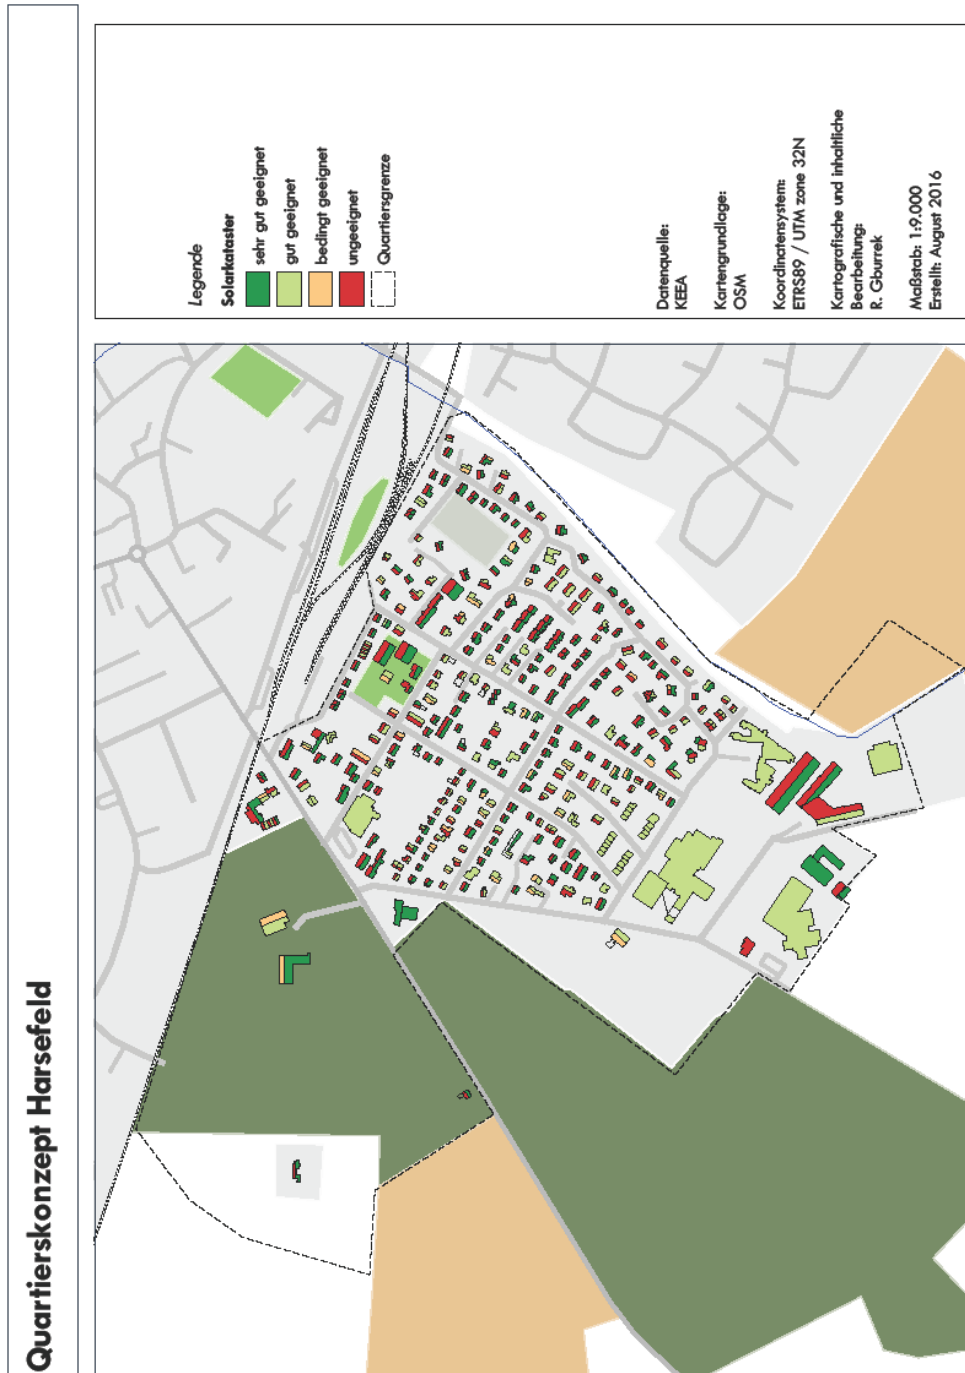 Quartierskonzept Harsefeld
Legende
Solarkataster
sehr gut geeignet
gut geeignet
bedingt geeignet
ungeeignet
Quartiersgrenze
Datenquelle:
KEEA
Kartengrundlage:
OSM
Koordinatensystem:
ETRS89 / UTM zone 32N
Kartografische und inhaltliche
Bearbeitung:
R. Gburrek
Maßstab: 1:9.000
Erstellt: August 2016